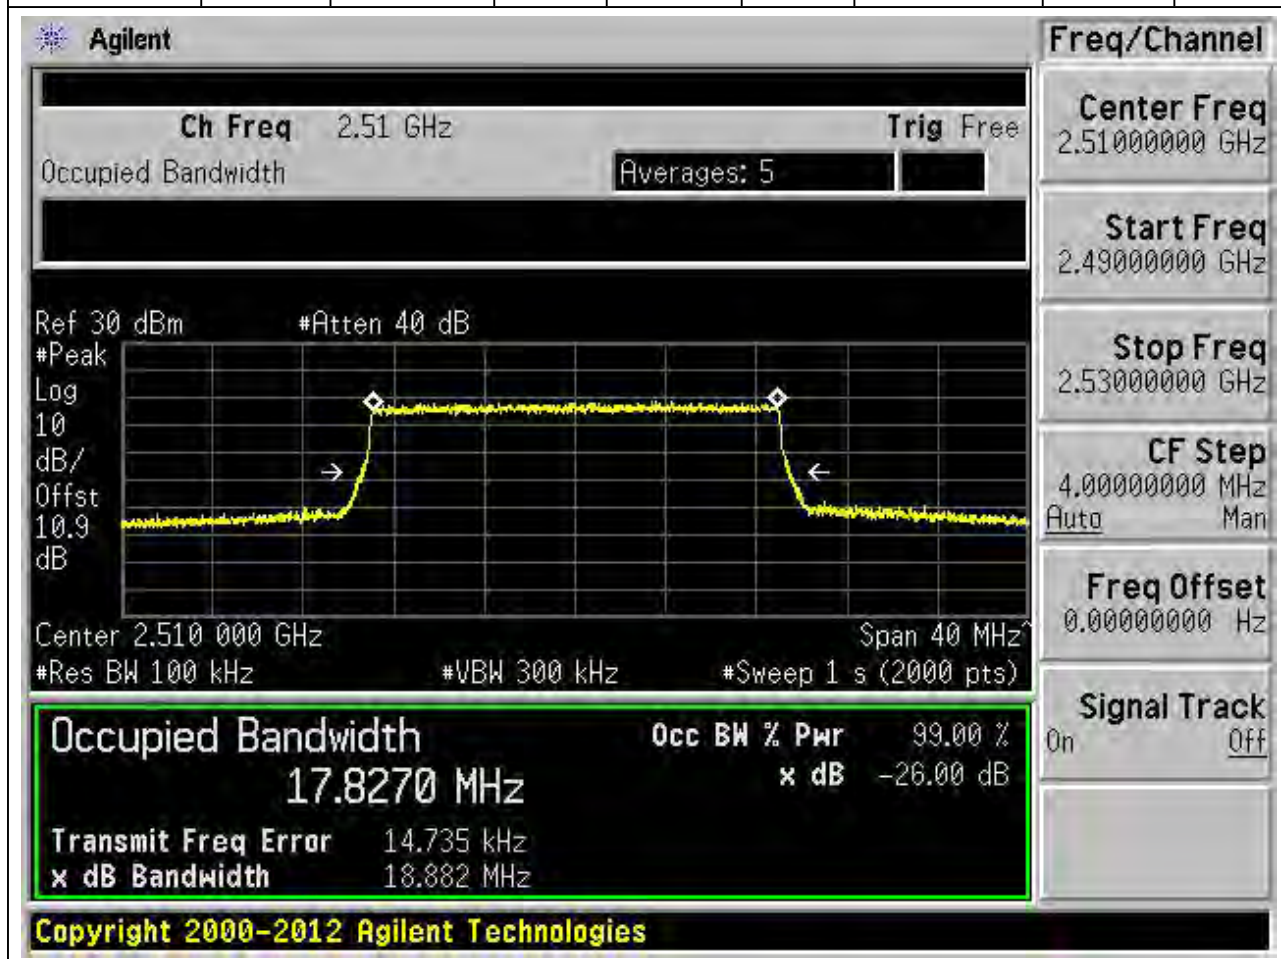 Agilent
Freq/Channel
Ch Freq 2.51 GHz Trig Free
Occupied Bandwidth Averages: 5
Center Freq
2.51000000 GHz
Start Freq
2.49000000 GHz
Stop Freq
2.53000000 GHz
CF Step
4.00000000 MHz
Auto Man
Freq Offset
0.00000000 Hz
Signal Track
On Off
Ref 30 dBm #Atten 40 dB
#Peak
Log
10
dB/
Offst
10.9
dB
Center 2.510 000 GHz Span 40 MHz^
#Res BW 100 kHz #VBW 300 kHz #Sweep 1 s (2000 pts)
Occupied Bandwidth Occ BW % Pwr 99.00 %
17.8270 MHz x dB -26.00 dB
Transmit Freq Error 14.735 kHz
x dB Bandwidth 18.882 MHz
Copyright 2000-2012 Agilent Technologies